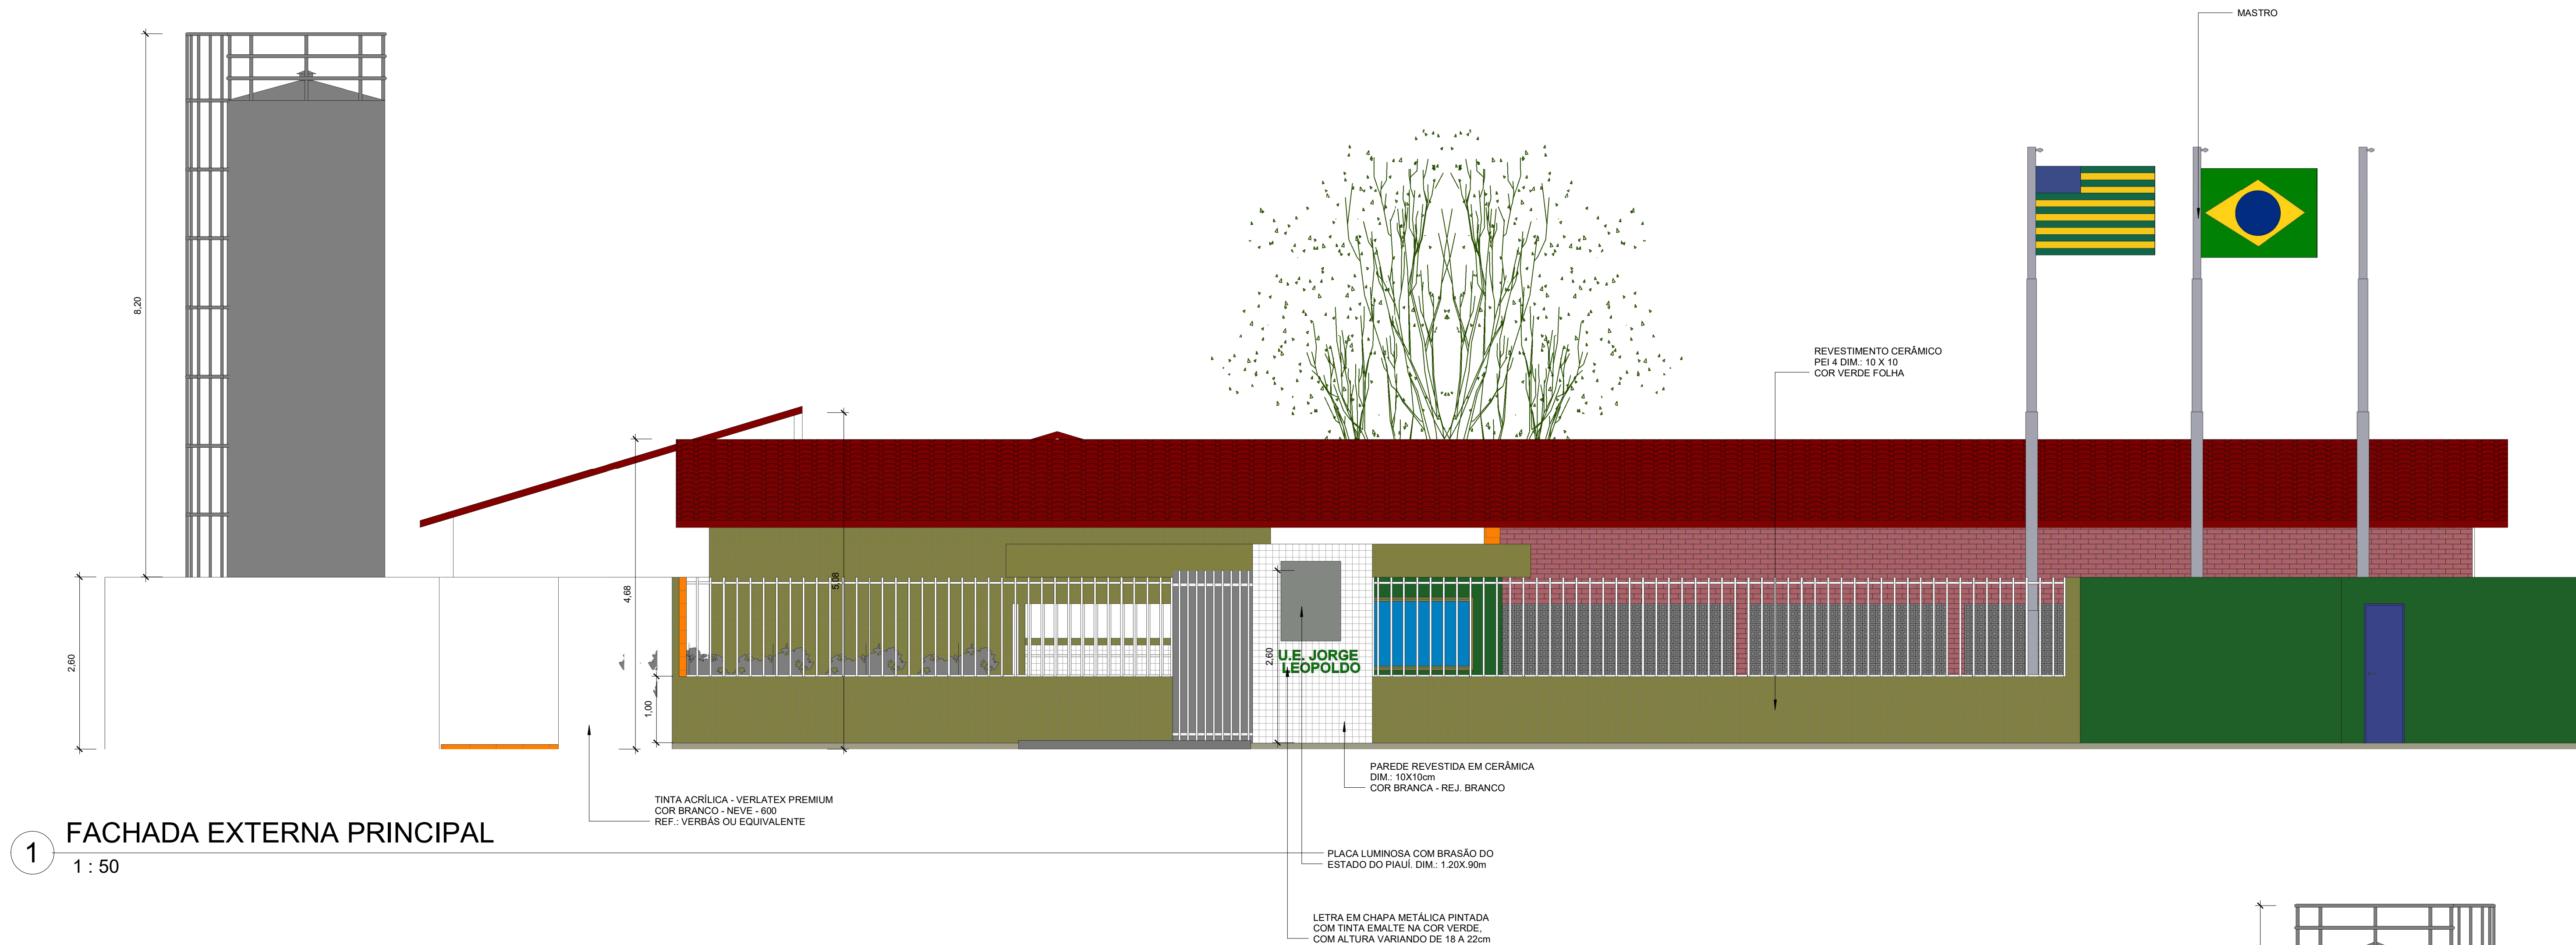 MASTRO
8,20
REVESTIMENTO CERÂMICO
PEI 4 DIM.: 10 X 10
COR VERDE FOLHA
5,08
4,68
2,60
1,00
2,60
U.E. JORGE
LEOPOLDO
PAREDE REVESTIDA EM CERÂMICA
DIM.: 10X10cm
COR BRANCA - REJ. BRANCO
TINTA ACRÍLICA - VERLATEX PREMIUM
COR BRANCO - NEVE - 600
REF.: VERBÁS OU EQUIVALENTE
1
FACHADA EXTERNA PRINCIPAL
1 : 50
PLACA LUMINOSA COM BRASÃO DO
ESTADO DO PIAUÍ. DIM.: 1.20X.90m
LETRA EM CHAPA METÁLICA PINTADA
COM TINTA EMALTE NA COR VERDE,
COM ALTURA VARIANDO DE 18 A 22cm